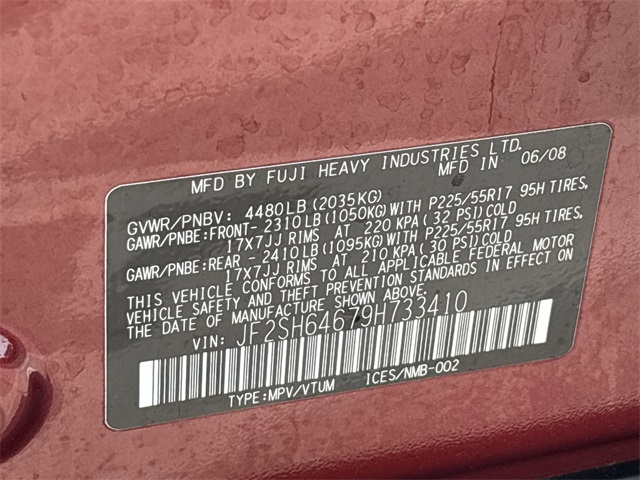 MFD BY FUJI HEAVY INDUSTRIES LTD.
MFD IN 06/08
GVWR/PNBV: 4480LB(2035KG)
GAWR/PNBE:FRONT- 2310LB(1050KG)WITH P225/55R17 95H TIRES,
17X7JJ RIMS AT 220 KPA(32 PSI)COLD
GAWR/PNBE:REAR - 2410LB(1095KG)WITH P225/55R17 95H TIRES,
17X7JJ RIMS AT 210 KPA(30 PSI)COLD
THIS VEHICLE CONFORMS TO ALL APPLICABLE FEDERAL MOTOR
VEHICLE SAFETY AND THEFT PREVENTION STANDARDS IN EFFECT ON
THE DATE OF MANUFACTURE SHOWN ABOVE.
VIN: JF2SH64679H733410
TYPE:MPV/VTUM ICES/NMB-002